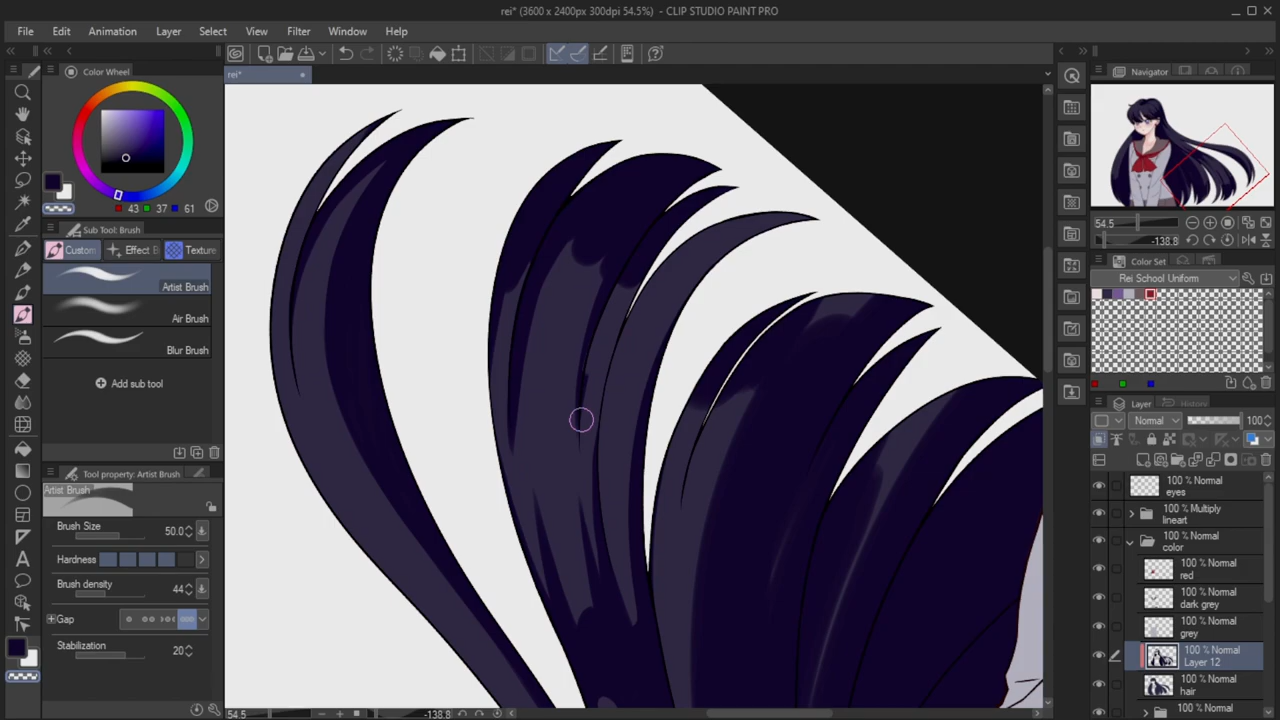 rei* (3600 x 2400px 300dpi 54.5%) - CLIP STUDIO PAINT PRO
File Edit Animation Layer Select View Filter Window Help
rei*
Color Wheel
43 37 61
Sub Tool: Brush
Custom Effect B Texture
Artist Brush
Air Brush
Blur Brush
Add sub tool
Tool property: Artist Brush
Artist Brush
Brush Size 50.0
Hardness
Brush density 44
Gap
Stabilization 20
54.5 -138.8
Navigator
54.5
-138.8
Color Set
Rei School Uniform
Layer History
Normal 100
100 % Normal
eyes
100 % Multiply
lineart
100 % Normal
color
100 % Normal
red
100 % Normal
dark grey
100 % Normal
grey
100 % Normal
Layer 12
100 % Normal
hair
100 % Normal